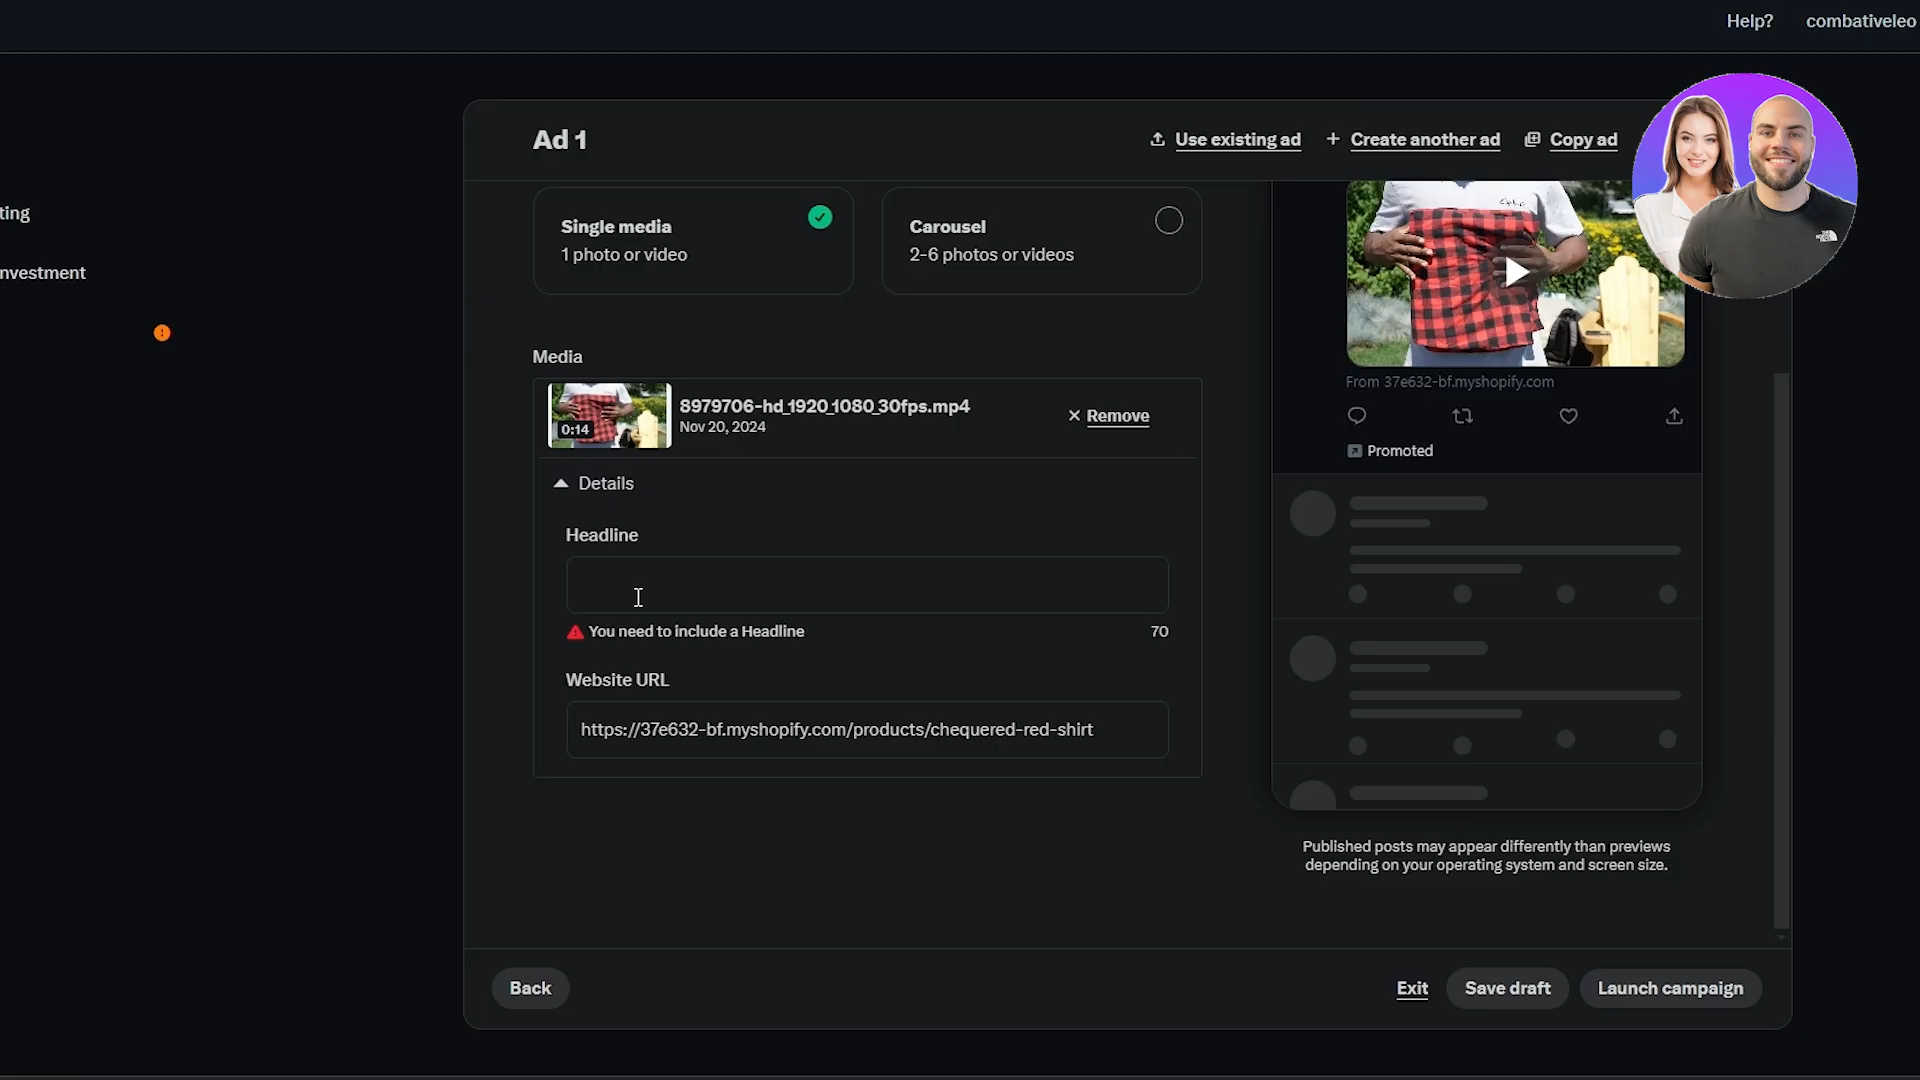 Help?
combativeleo
Ad 1
Use existing ad
+ Create another ad
Copy ad
ting
nvestment
Single media
1 photo or video
Carousel
2-6 photos or videos
Media
0:14
8979706-hd_1920_1080_30fps.mp4
Nov 20, 2024
× Remove
Details
Headline
You need to include a Headline
70
Website URL
https://37e632-bf.myshopify.com/products/chequered-red-shirt
From 37e632-bf.myshopify.com
Promoted
Published posts may appear differently than previews
depending on your operating system and screen size.
Back
Exit
Save draft
Launch campaign